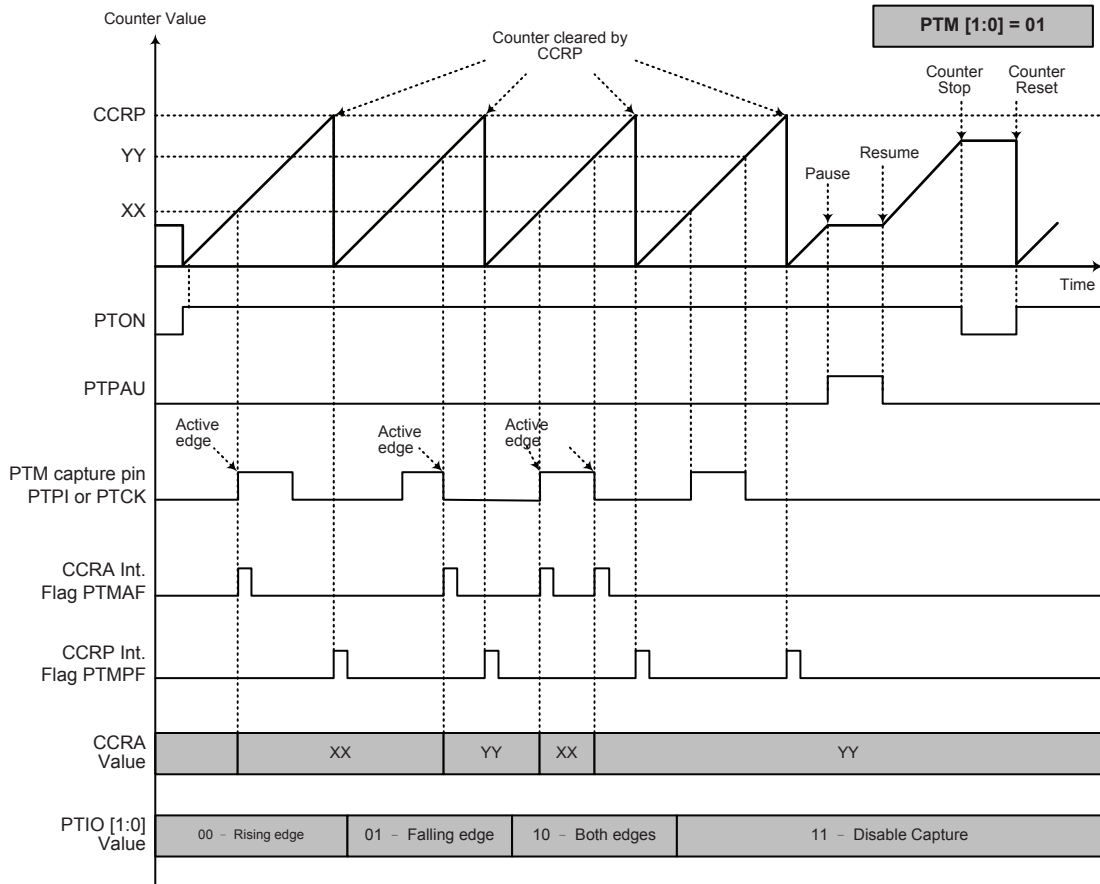 Counter Value
PTM [1:0] = 01
Counter cleared by
CCRP
Counter
Stop
Counter
Reset
CCRP
YY
Pause
Resume
XX
Time
PTON
PTPAU
Active
edge
Active
edge
Active
edge
PTM capture pin
PTPI or PTCK
CCRA Int.
Flag PTMAF
CCRP Int.
Flag PTMPF
CCRA
Value
XX
YY
XX
YY
PTIO [1:0]
Value
00 – Rising edge
01 – Falling edge
10 – Both edges
11 – Disable Capture